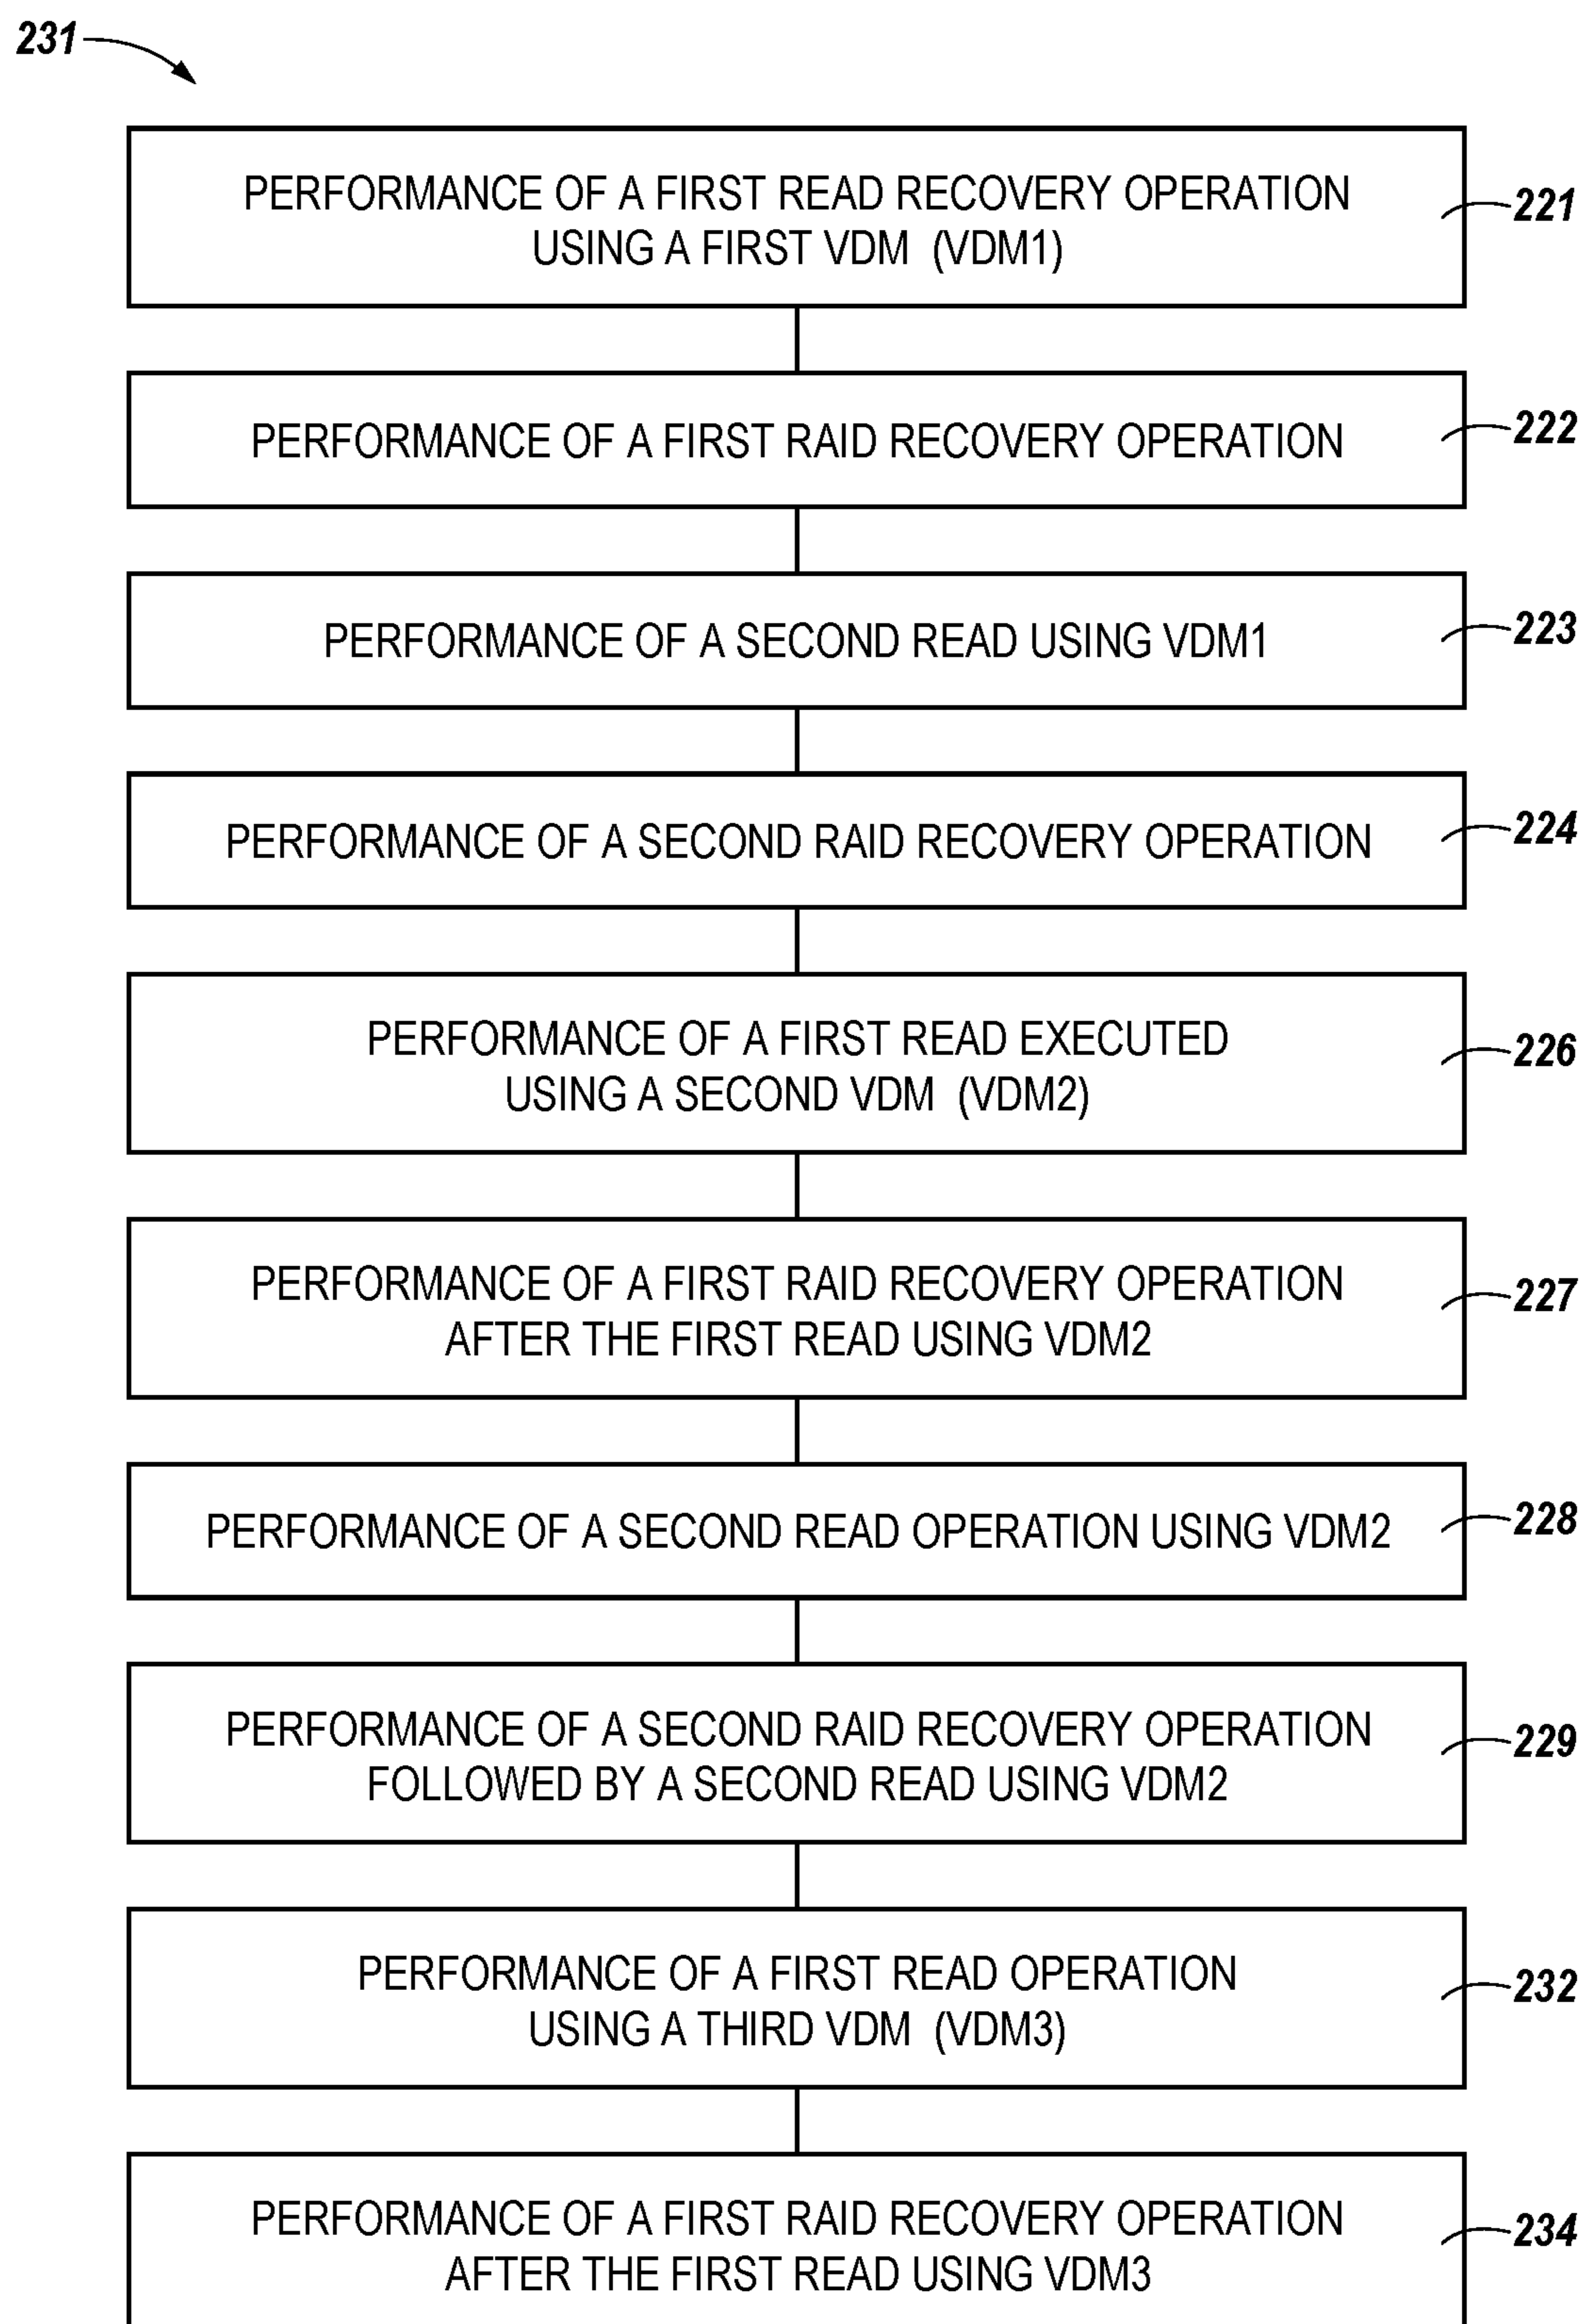 231
PERFORMANCE OF A FIRST READ RECOVERY OPERATION
USING A FIRST VDM (VDM1)
221
PERFORMANCE OF A FIRST RAID RECOVERY OPERATION
222
PERFORMANCE OF A SECOND READ USING VDM1
223
PERFORMANCE OF A SECOND RAID RECOVERY OPERATION
224
PERFORMANCE OF A FIRST READ EXECUTED
USING A SECOND VDM (VDM2)
226
PERFORMANCE OF A FIRST RAID RECOVERY OPERATION
AFTER THE FIRST READ USING VDM2
227
PERFORMANCE OF A SECOND READ OPERATION USING VDM2
228
PERFORMANCE OF A SECOND RAID RECOVERY OPERATION
FOLLOWED BY A SECOND READ USING VDM2
229
PERFORMANCE OF A FIRST READ OPERATION
USING A THIRD VDM (VDM3)
232
PERFORMANCE OF A FIRST RAID RECOVERY OPERATION
AFTER THE FIRST READ USING VDM3
234